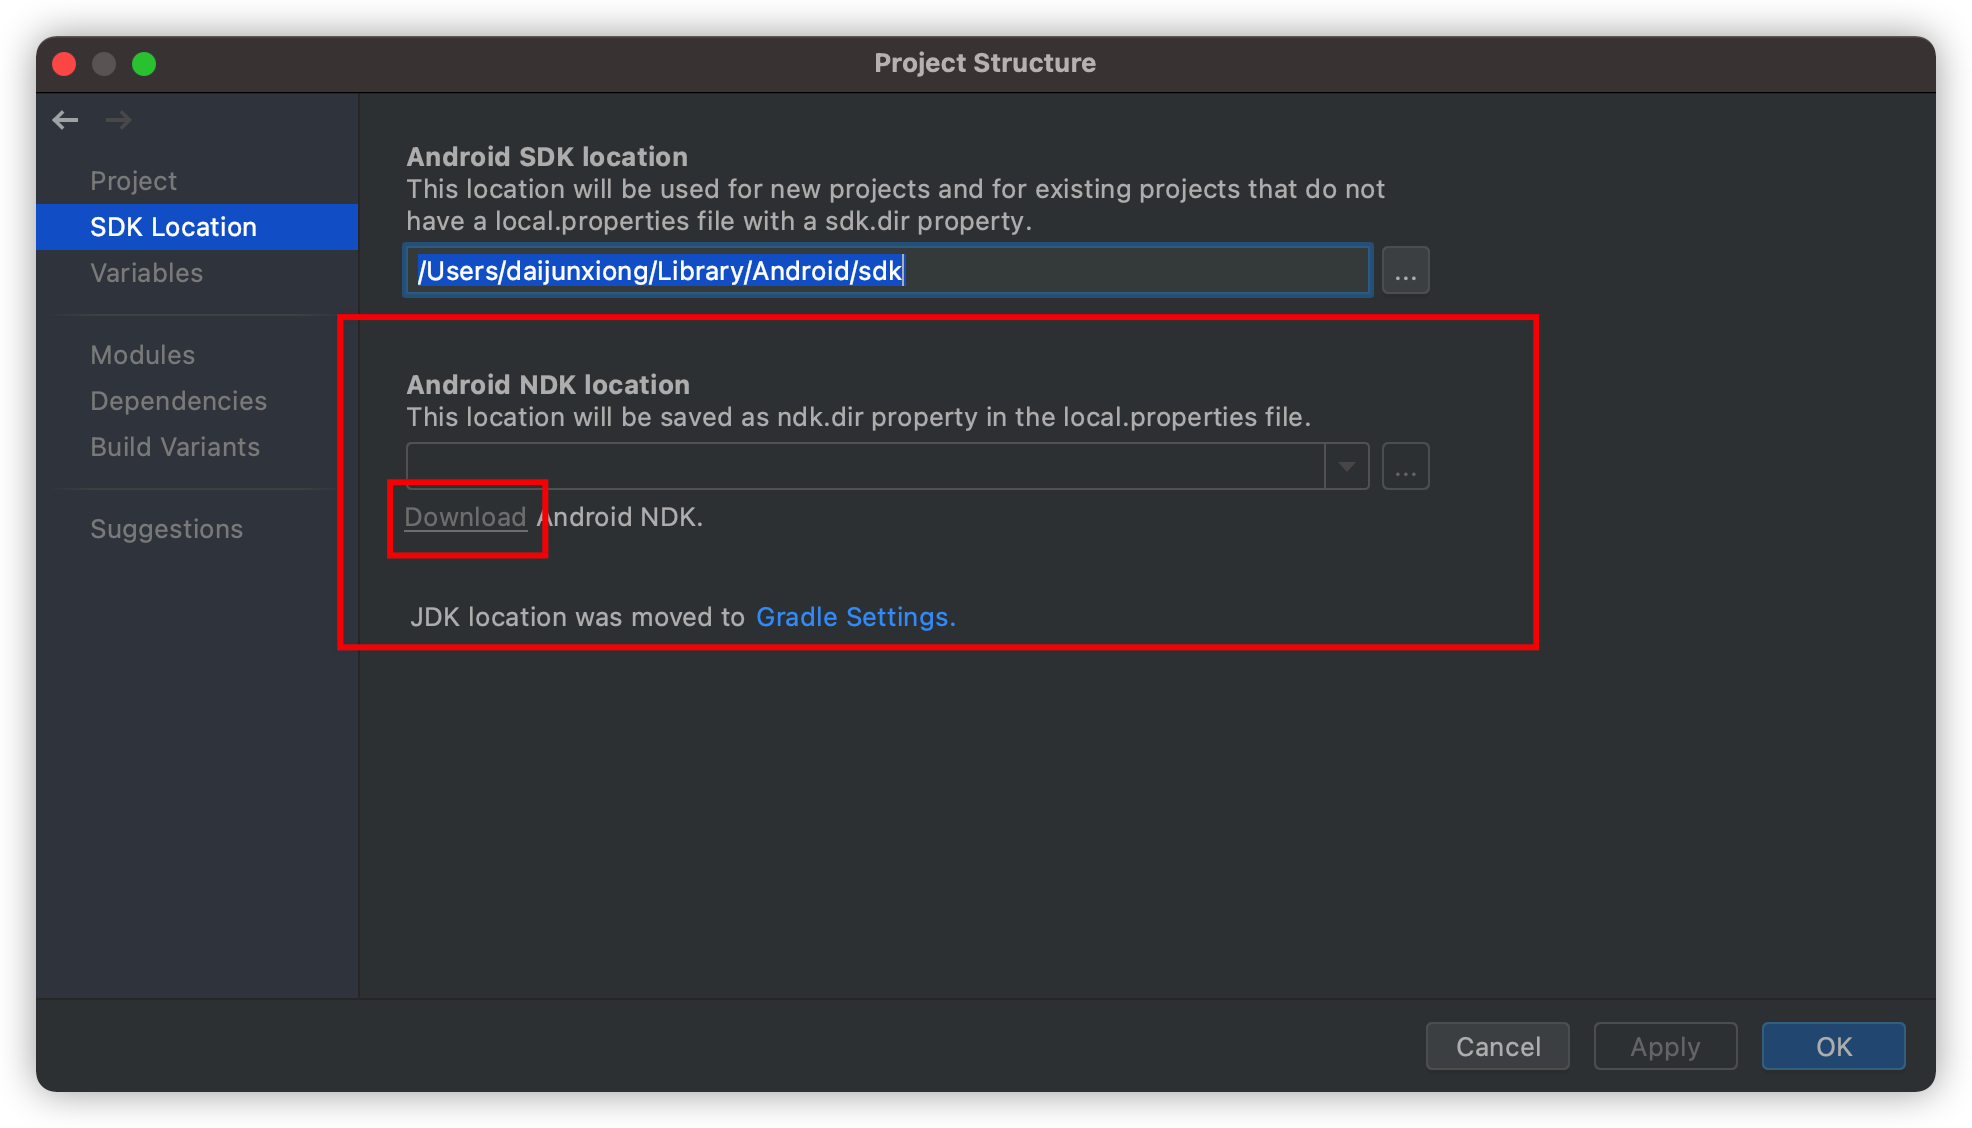 Project Structure
Project
SDK Location
Variables
Modules
Dependencies
Build Variants
Suggestions
Android SDK location
This location will be used for new projects and for existing projects that do not
have a local.properties file with a sdk.dir property.
/Users/daijunxiong/Library/Android/sdk
...
Android NDK location
This location will be saved as ndk.dir property in the local.properties file.
...
Download Android NDK.
JDK location was moved to Gradle Settings.
Cancel
Apply
OK